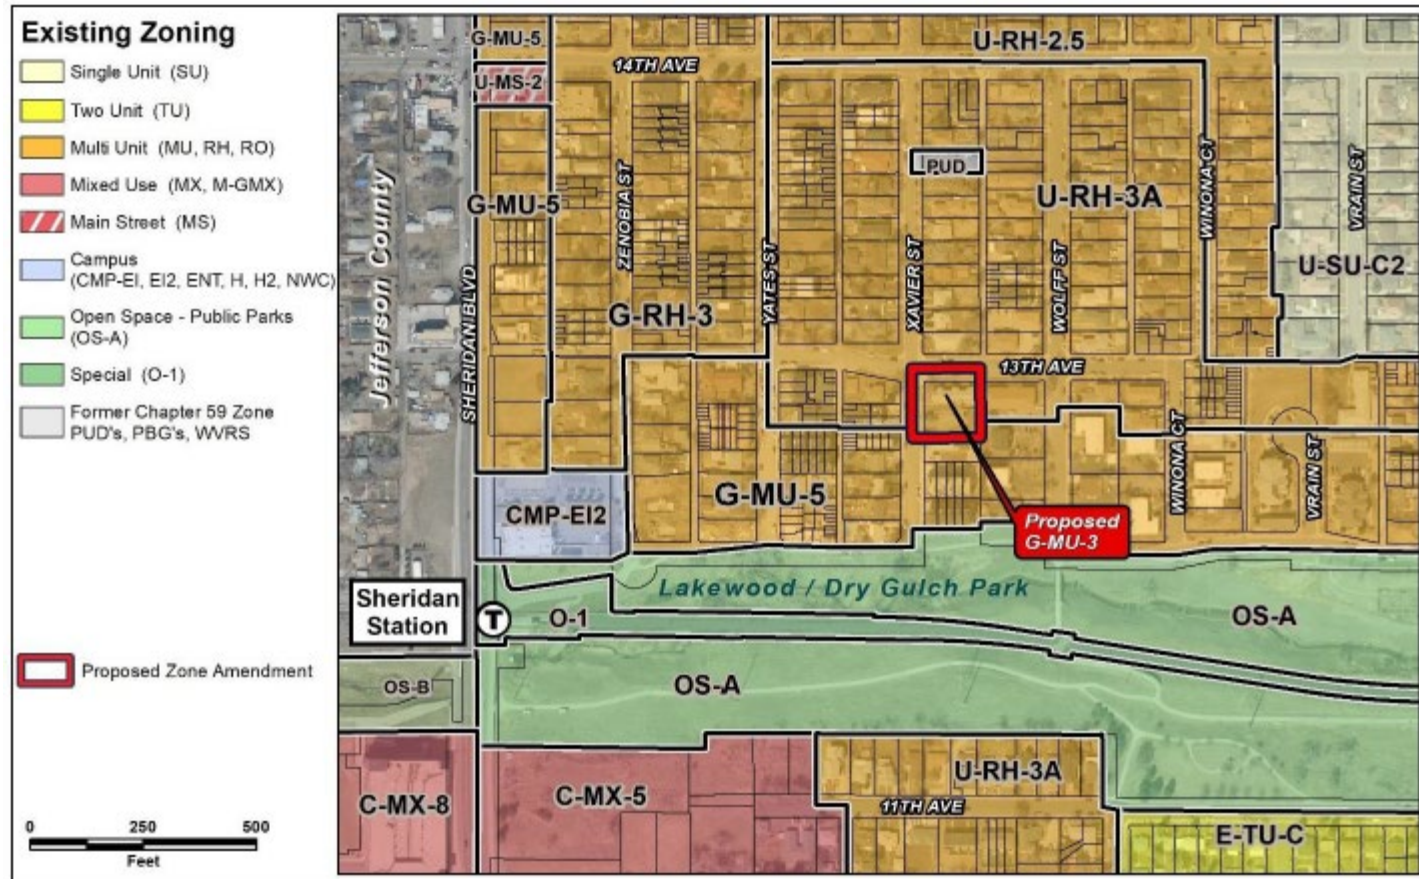 Existing Zoning
Single Unit (SU)
Two Unit (TU)
Multi Unit (MU, RH, RO)
Mixed Use (MX, M-GMX)
Main Street (MS)
Campus
(CMP-EI, EI2, ENT, H, H2, NWC)
Open Space - Public Parks
(OS-A)
Special (O-1)
Former Chapter 59 Zone
PUD's, PBG's, WVRS
Proposed Zone Amendment
0 250 500
Feet
G-MU-5
U-RH-2.5
14TH AVE
U-MS-2
PUD
Jefferson County
G-MU-5
ZENOBIA ST
U-RH-3A
WINONA CT
VRAIN ST
SHERIDAN BLVD
YATES ST
XAVIER ST
WOLFF ST
U-SU-C2
G-RH-3
13TH AVE
WINONA CT
VRAIN ST
G-MU-5
CMP-EI2
Proposed
G-MU-3
Lakewood / Dry Gulch Park
Sheridan
Station
T
O-1
OS-A
OS-B
OS-A
C-MX-8
C-MX-5
U-RH-3A
11TH AVE
E-TU-C